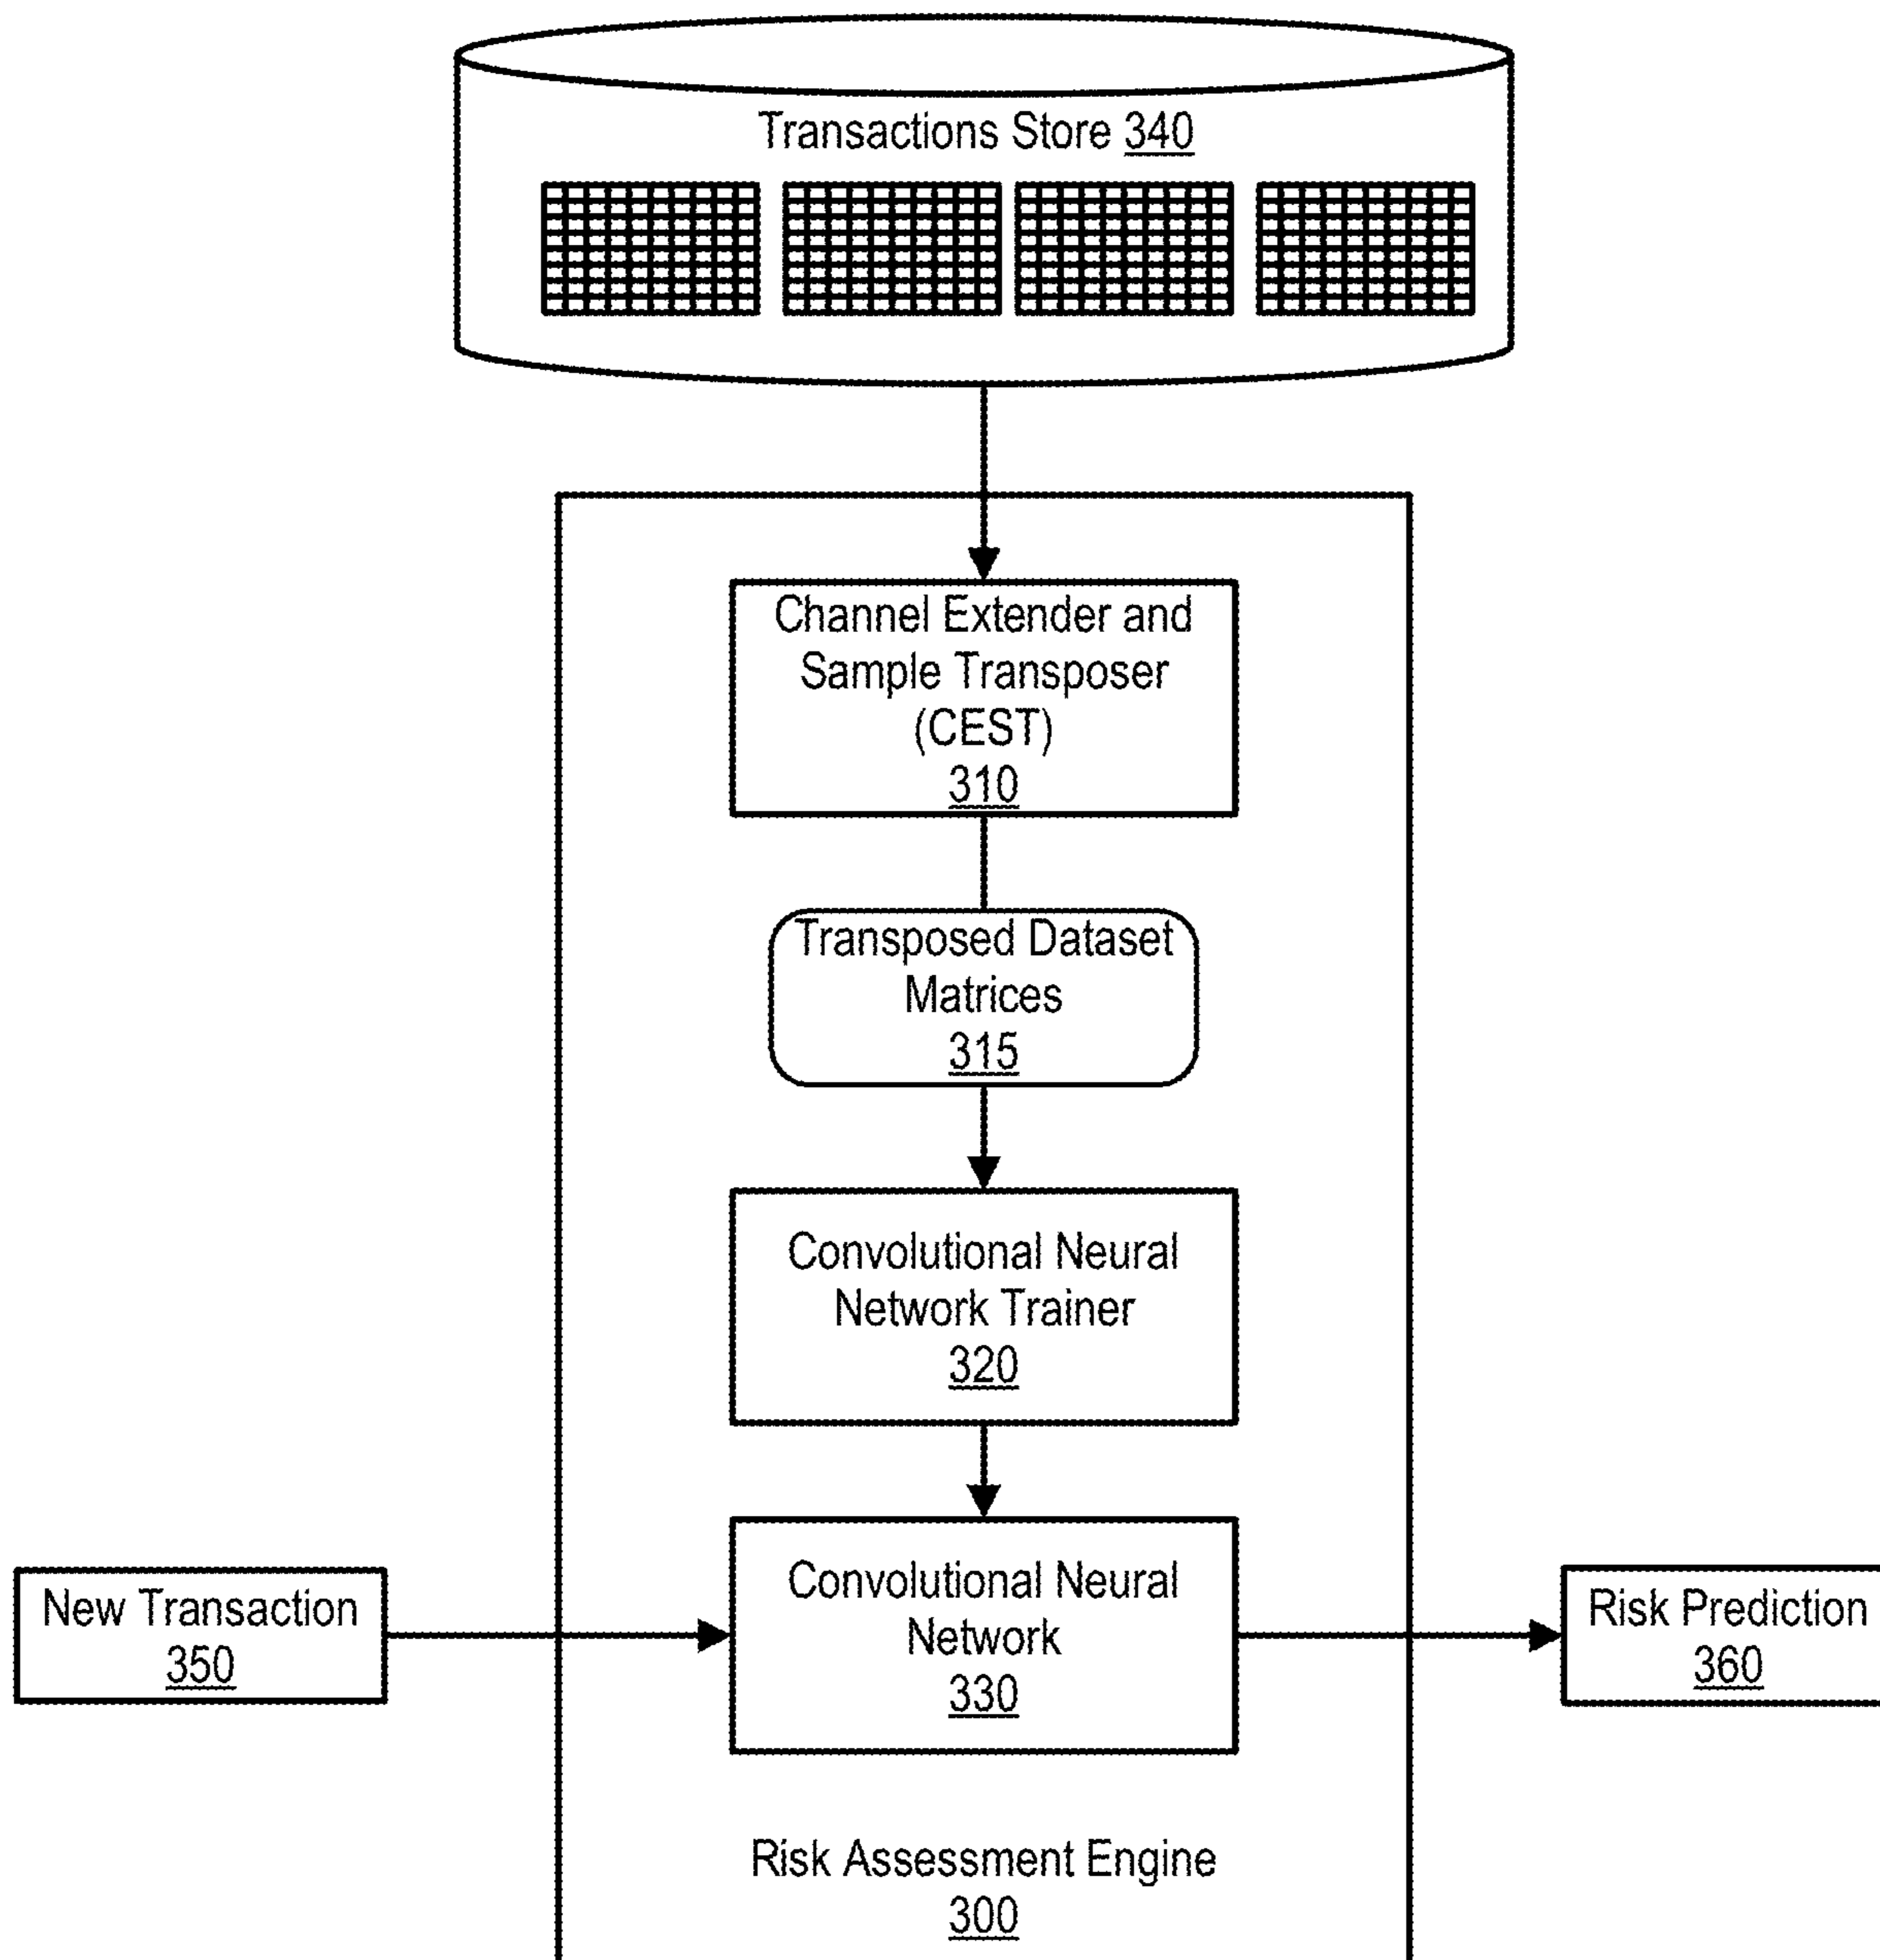 Transactions Store 340
Channel Extender and
Sample Transposer
(CEST)
310
Transposed Dataset
Matrices
315
Convolutional Neural
Network Trainer
320
Convolutional Neural
Network
330
New Transaction
350
Risk Prediction
360
Risk Assessment Engine
300